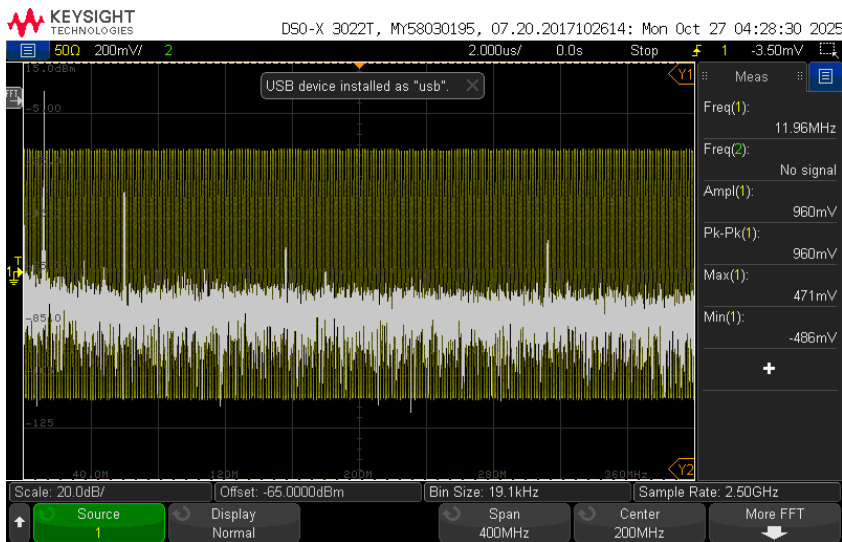 KEYSIGHT
TECHNOLOGIES
DSO-X 3022T, MY58030195, 07.20.2017102614: Mon Oct 27 04:28:30 2025
50Ω 200mV/ 2 2.000us/ 0.0s Stop 1 -3.50mV
15.0dBm
Y1
USB device installed as "usb".
Meas
FFT
-5.00
Freq(1):
11.96MHz
Freq(2):
No signal
Ampl(1):
960mV
Pk-Pk(1):
960mV
T
1
Max(1):
471mV
-85.0
Min(1):
-486mV
+
-125
40.0M 120M 200M 280M 360MHz
Y2
Scale: 20.0dB/ Offset: -65.0000dBm Bin Size: 19.1kHz Sample Rate: 2.50GHz
Source Display Span Center More FFT
1 Normal 400MHz 200MHz